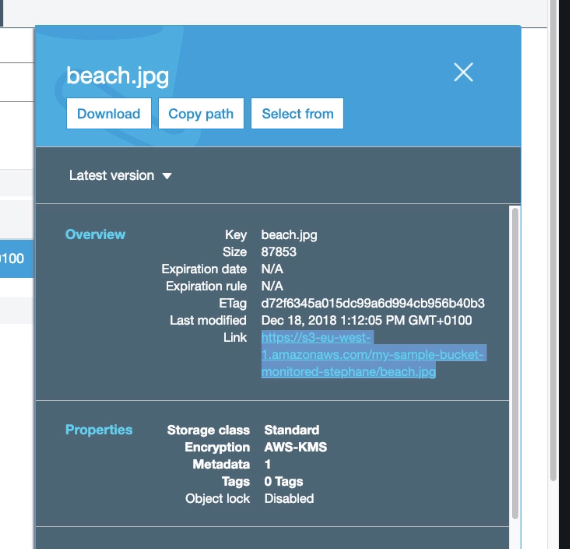 beach.jpg
Download Copy path Select from
Latest version
Overview
Key beach.jpg
Size 87853
Expiration date N/A
Expiration rule N/A
ETag d72f6345a015dc99a6d994cb956b40b3
Last modified Dec 18, 2018 1:12:05 PM GMT+0100
Link https://s3-eu-west-
1.amazonaws.com/my-sample-bucket-
monitored-stephane/beach.jpg
0100
Properties
Storage class Standard
Encryption AWS-KMS
Metadata 1
Tags 0 Tags
Object lock Disabled